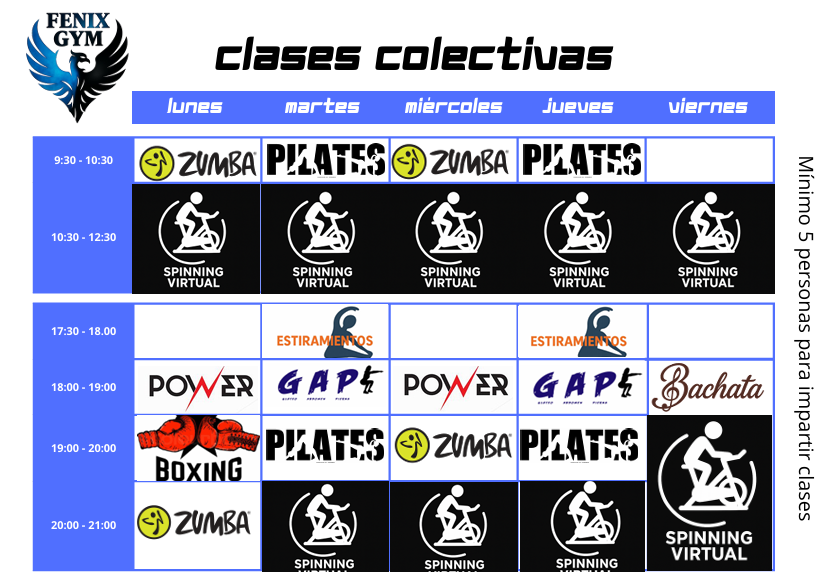 FENIX
GYM
clases colectivas
lunes martes miércoles jueves viernes
9:30 - 10:30 ZUMBA PILATES ZUMBA PILATES
10:30 - 12:30 SPINNING VIRTUAL SPINNING VIRTUAL SPINNING VIRTUAL SPINNING VIRTUAL SPINNING VIRTUAL
17:30 - 18.00 ESTIRAMIENTOS ESTIRAMIENTOS
18:00 - 19:00 POWER GAP POWER GAP Bachata
19:00 - 20:00 BOXING PILATES ZUMBA PILATES SPINNING VIRTUAL
20:00 - 21:00 ZUMBA SPINNING VIRTUAL SPINNING VIRTUAL SPINNING VIRTUAL
Mínimo 5 personas para impartir clases